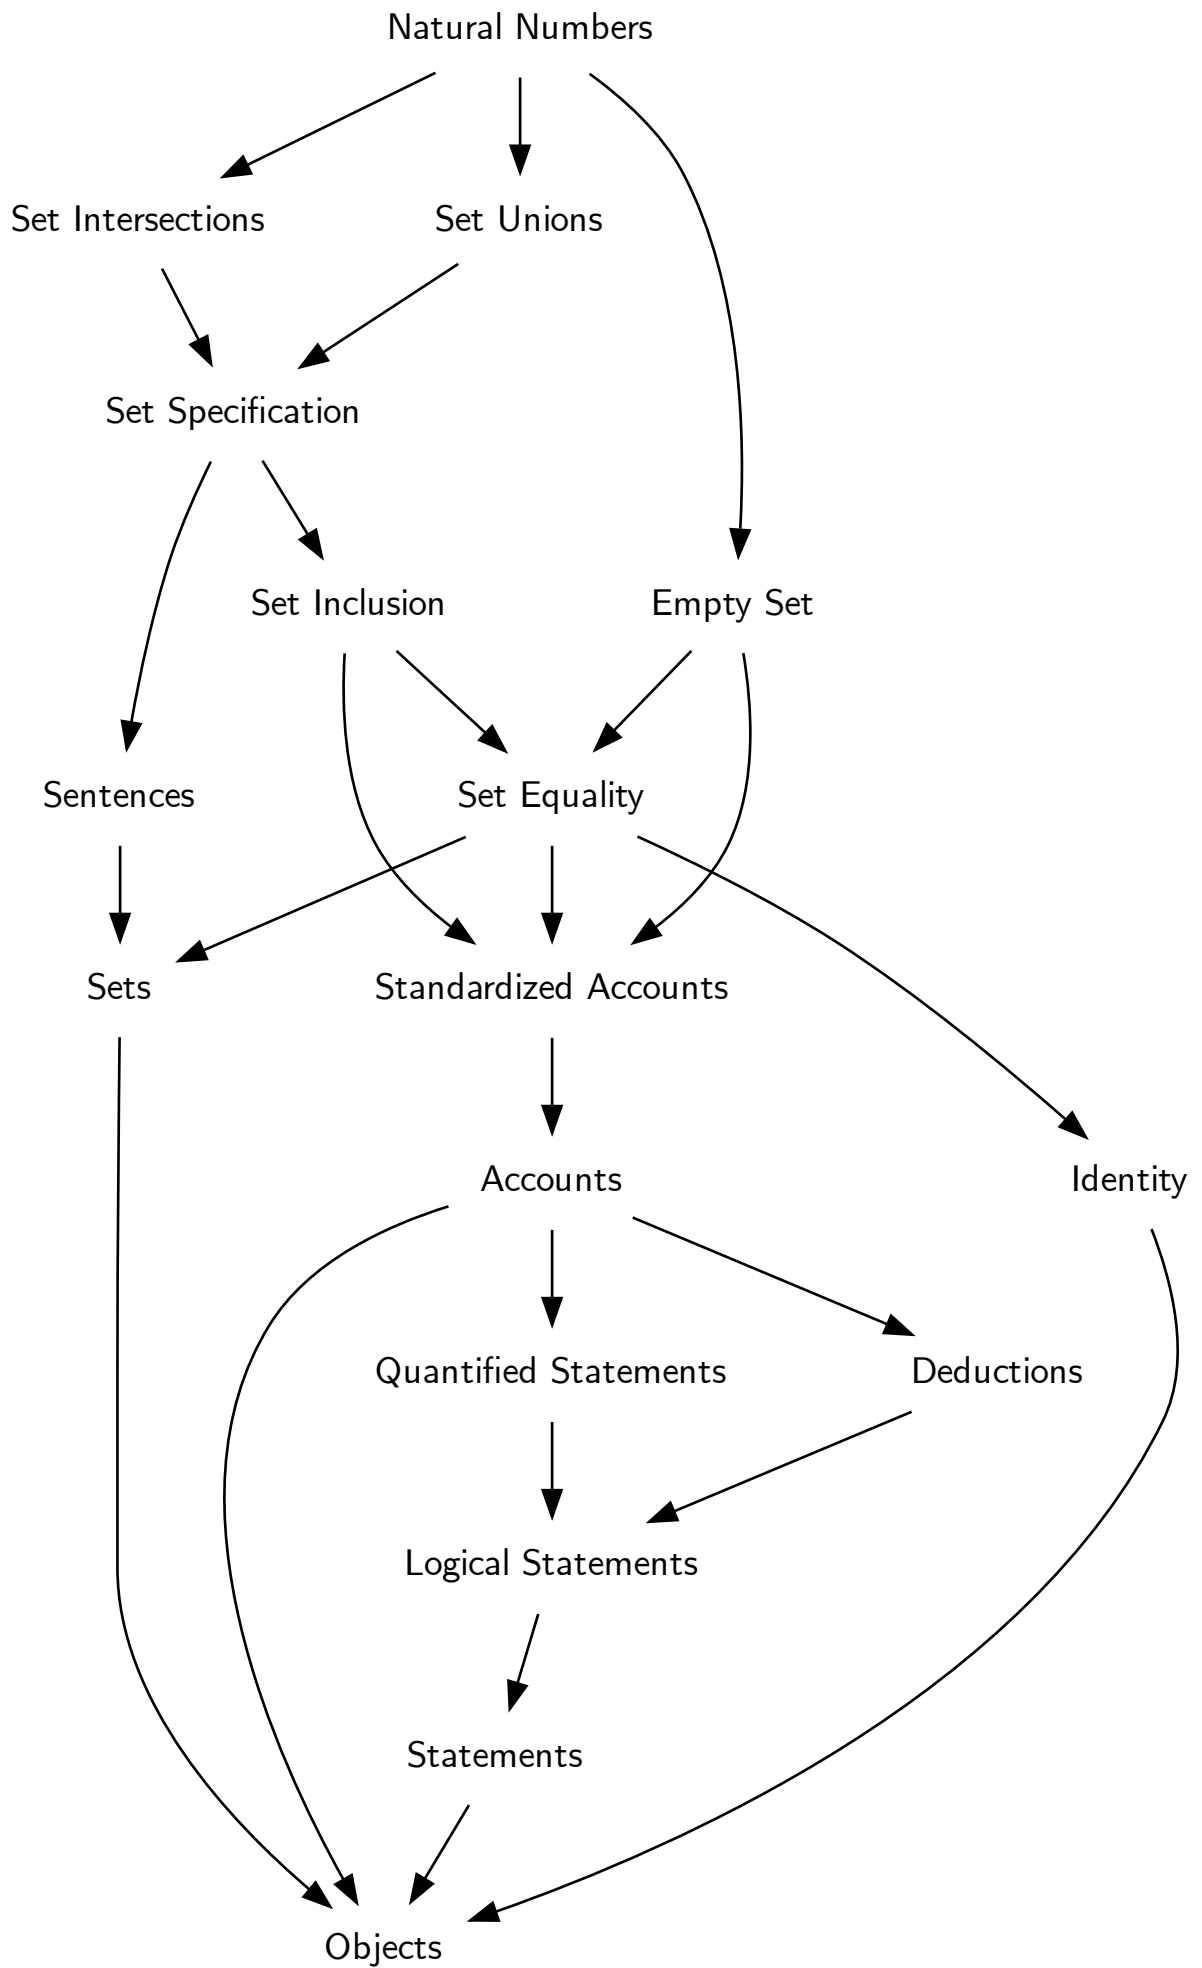 Natural Numbers
Set Intersections
Set Unions
Set Specification
Set Inclusion
Empty Set
Sentences
Set Equality
Sets
Standardized Accounts
Accounts
Identity
Quantified Statements
Deductions
Logical Statements
Statements
Objects